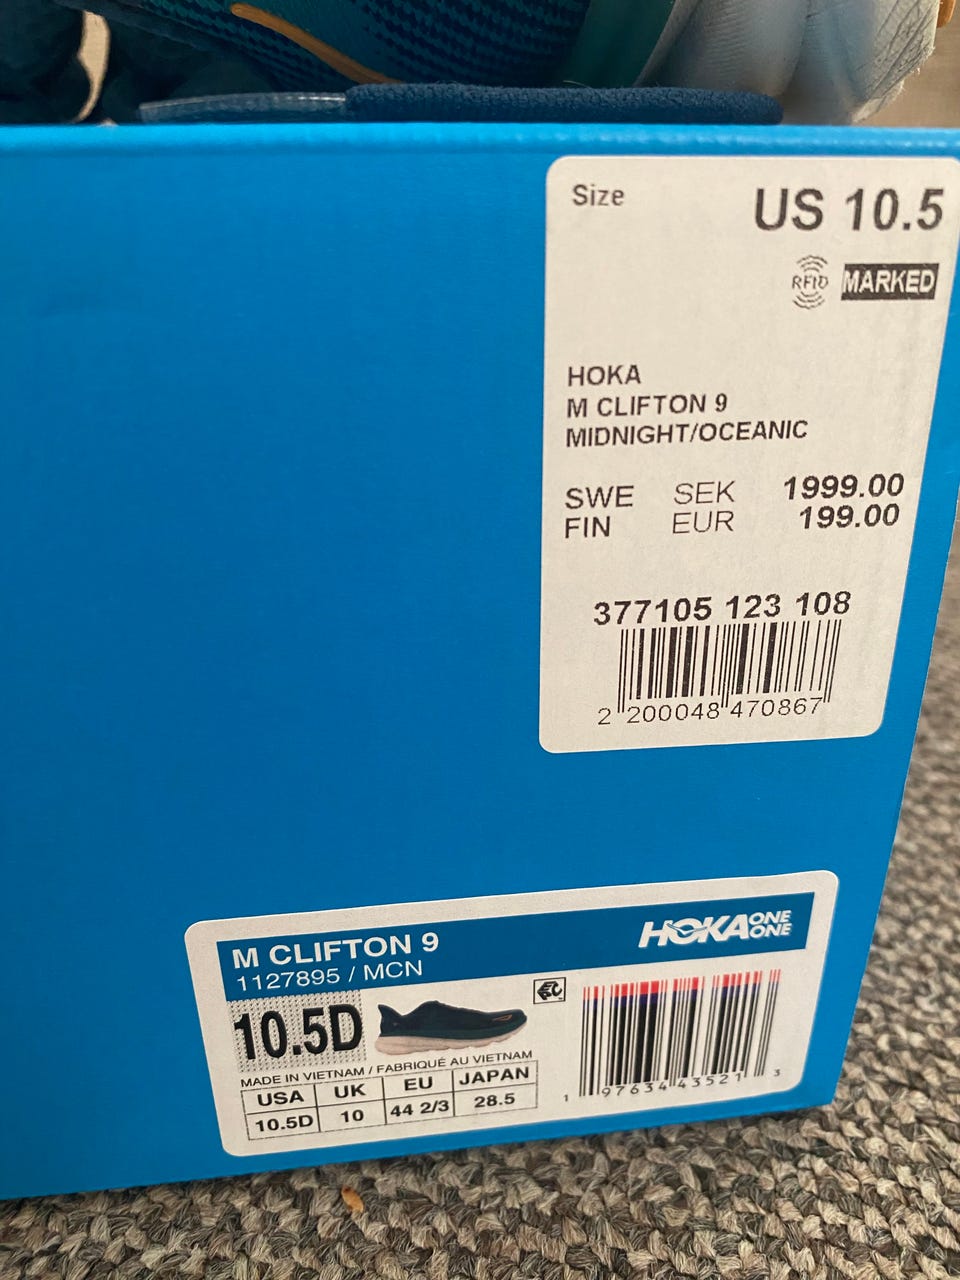 Size
US 10.5
RFID MARKED
HOKA
M CLIFTON 9
MIDNIGHT/OCEANIC
SWE SEK 1999.00
FIN EUR 199.00
377105 123 108
2 200048 470867
M CLIFTON 9
1127895 / MCN
HOKA ONE ONE
10.5D
MADE IN VIETNAM / FABRIQUÉ AU VIETNAM
USA UK EU JAPAN
10.5D 10 44 2/3 28.5
1 97634 43521 3